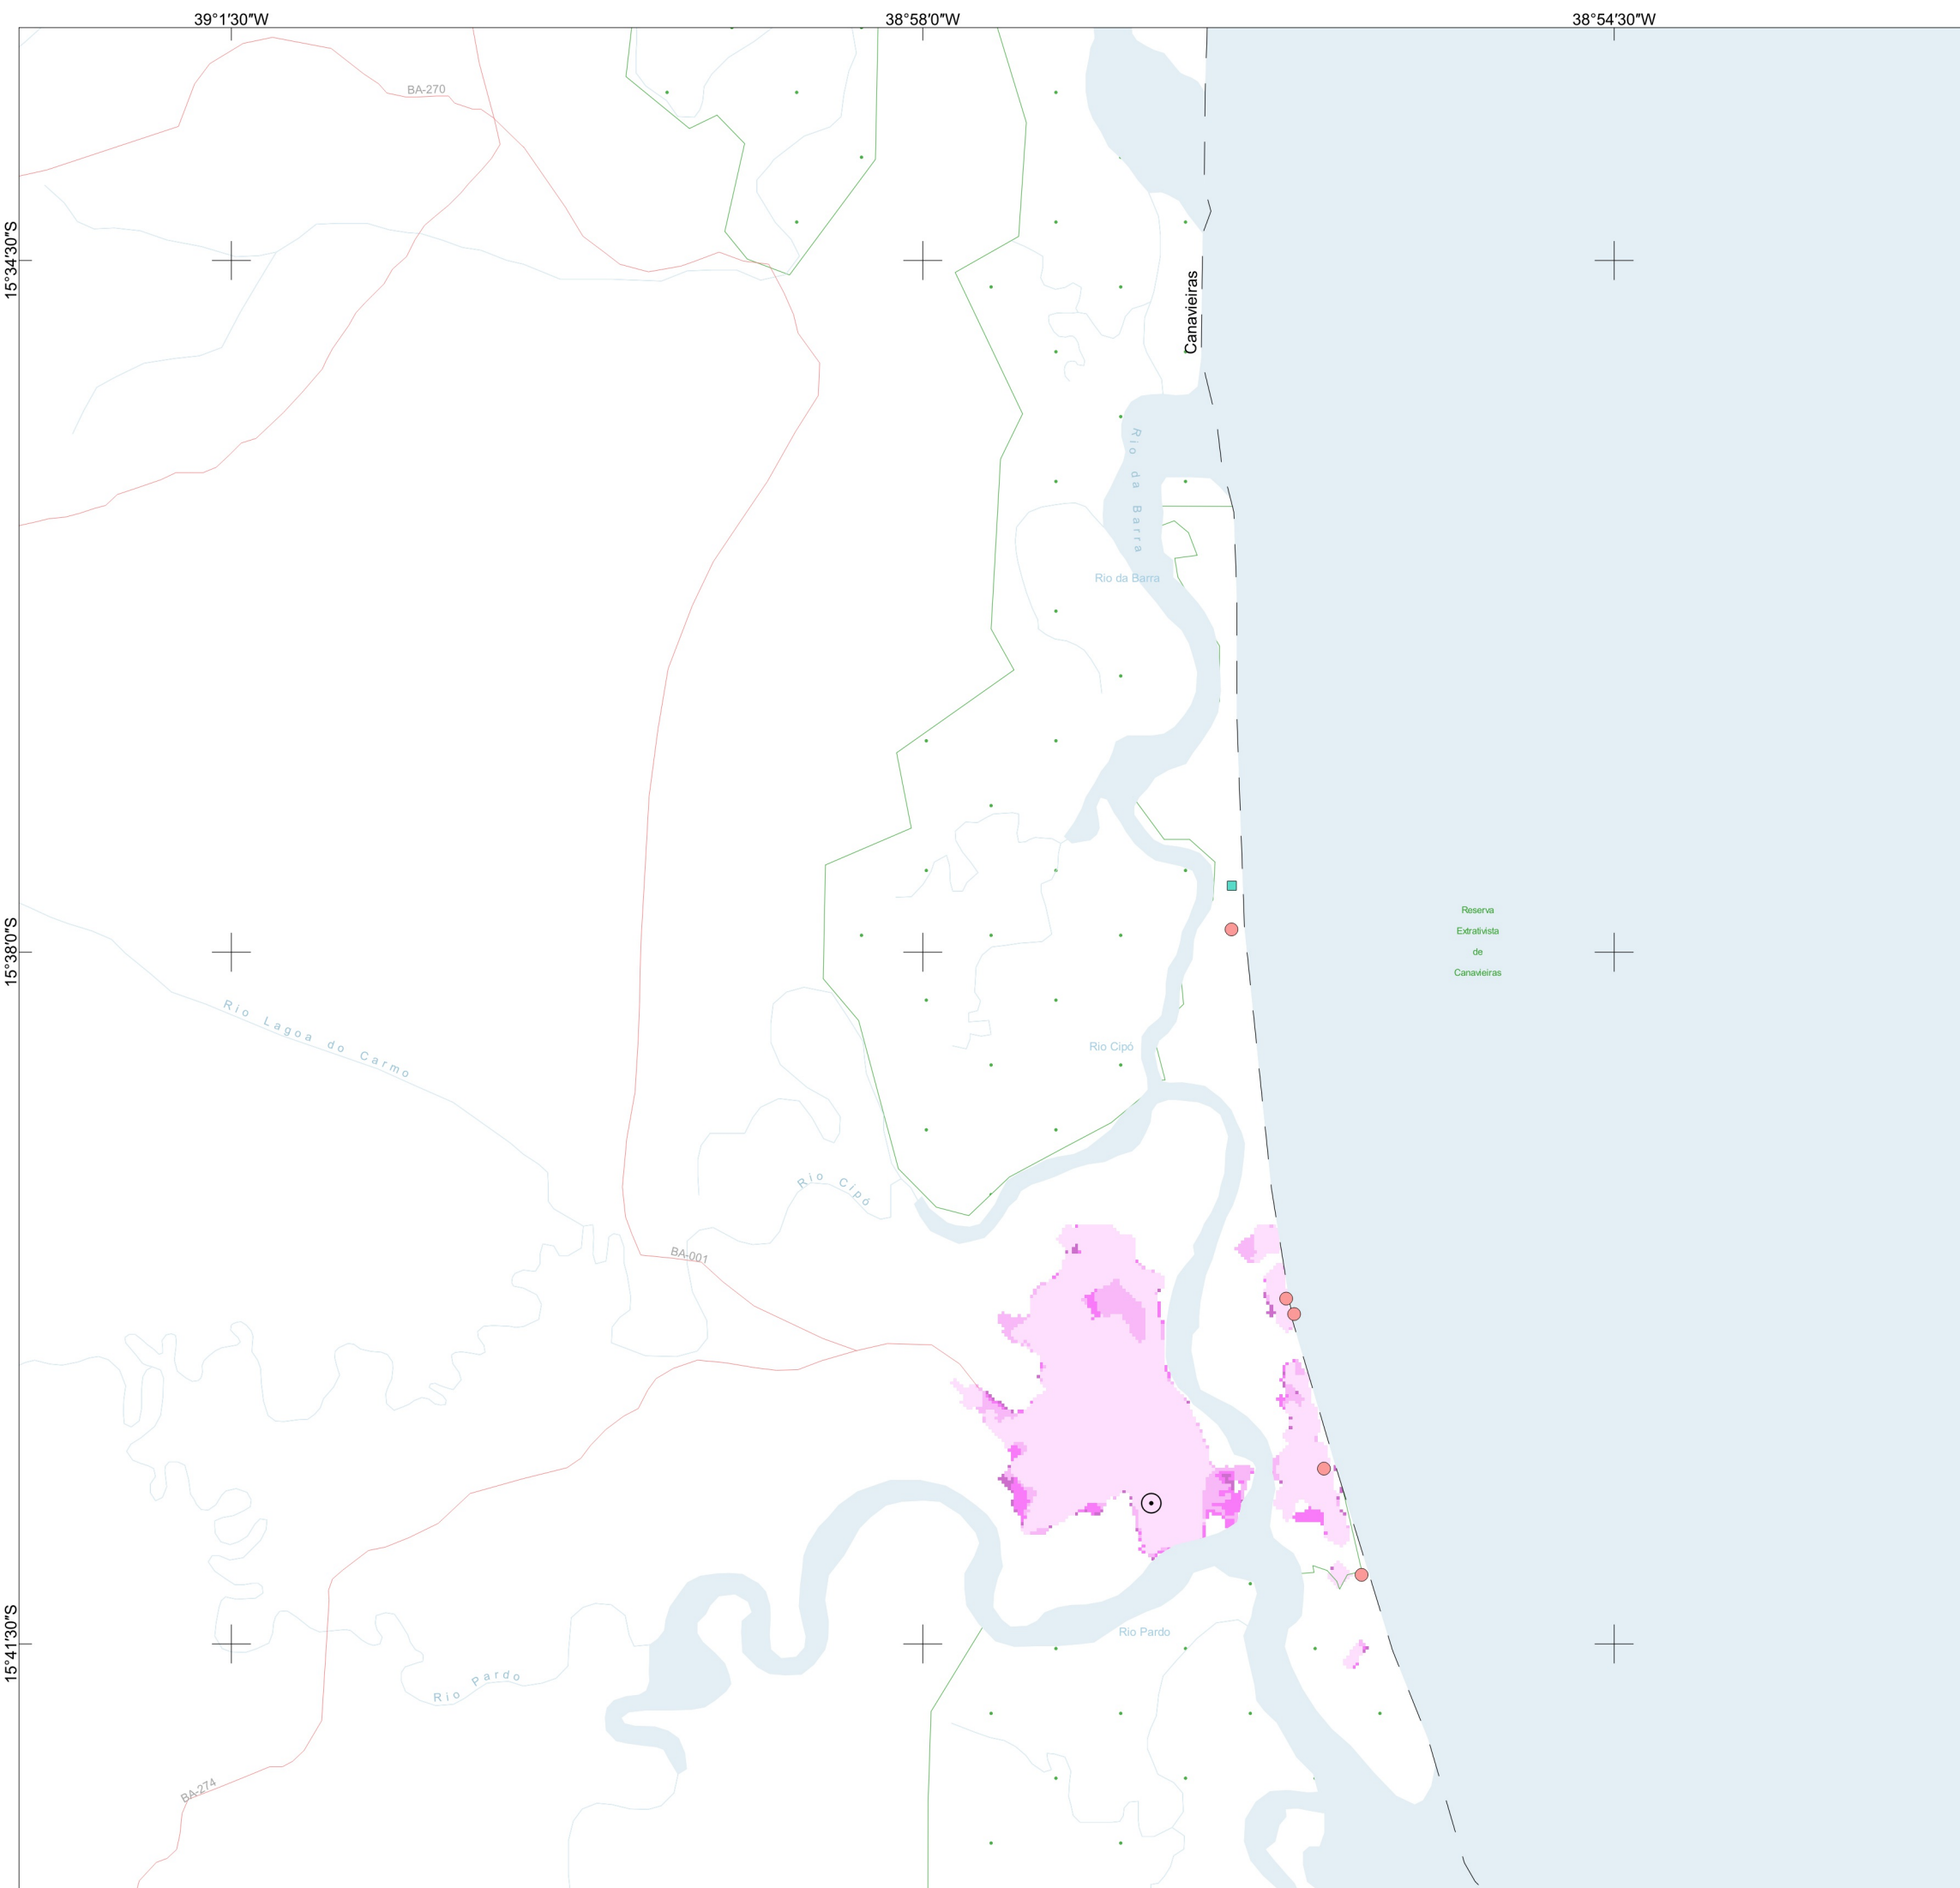 39°1'30"W
38°58'0"W
38°54'30"W
BA-270
15°34'30"S
Canavieiras
Rio da Barra
Rio da Barra
15°38'0"S
Reserva
Extrativista
de
Canavieiras
Rio Lagoa do Carmo
Rio Cipó
Rio Cipó
BA-001
15°41'30"S
Rio Pardo
Rio Pardo
BA-274